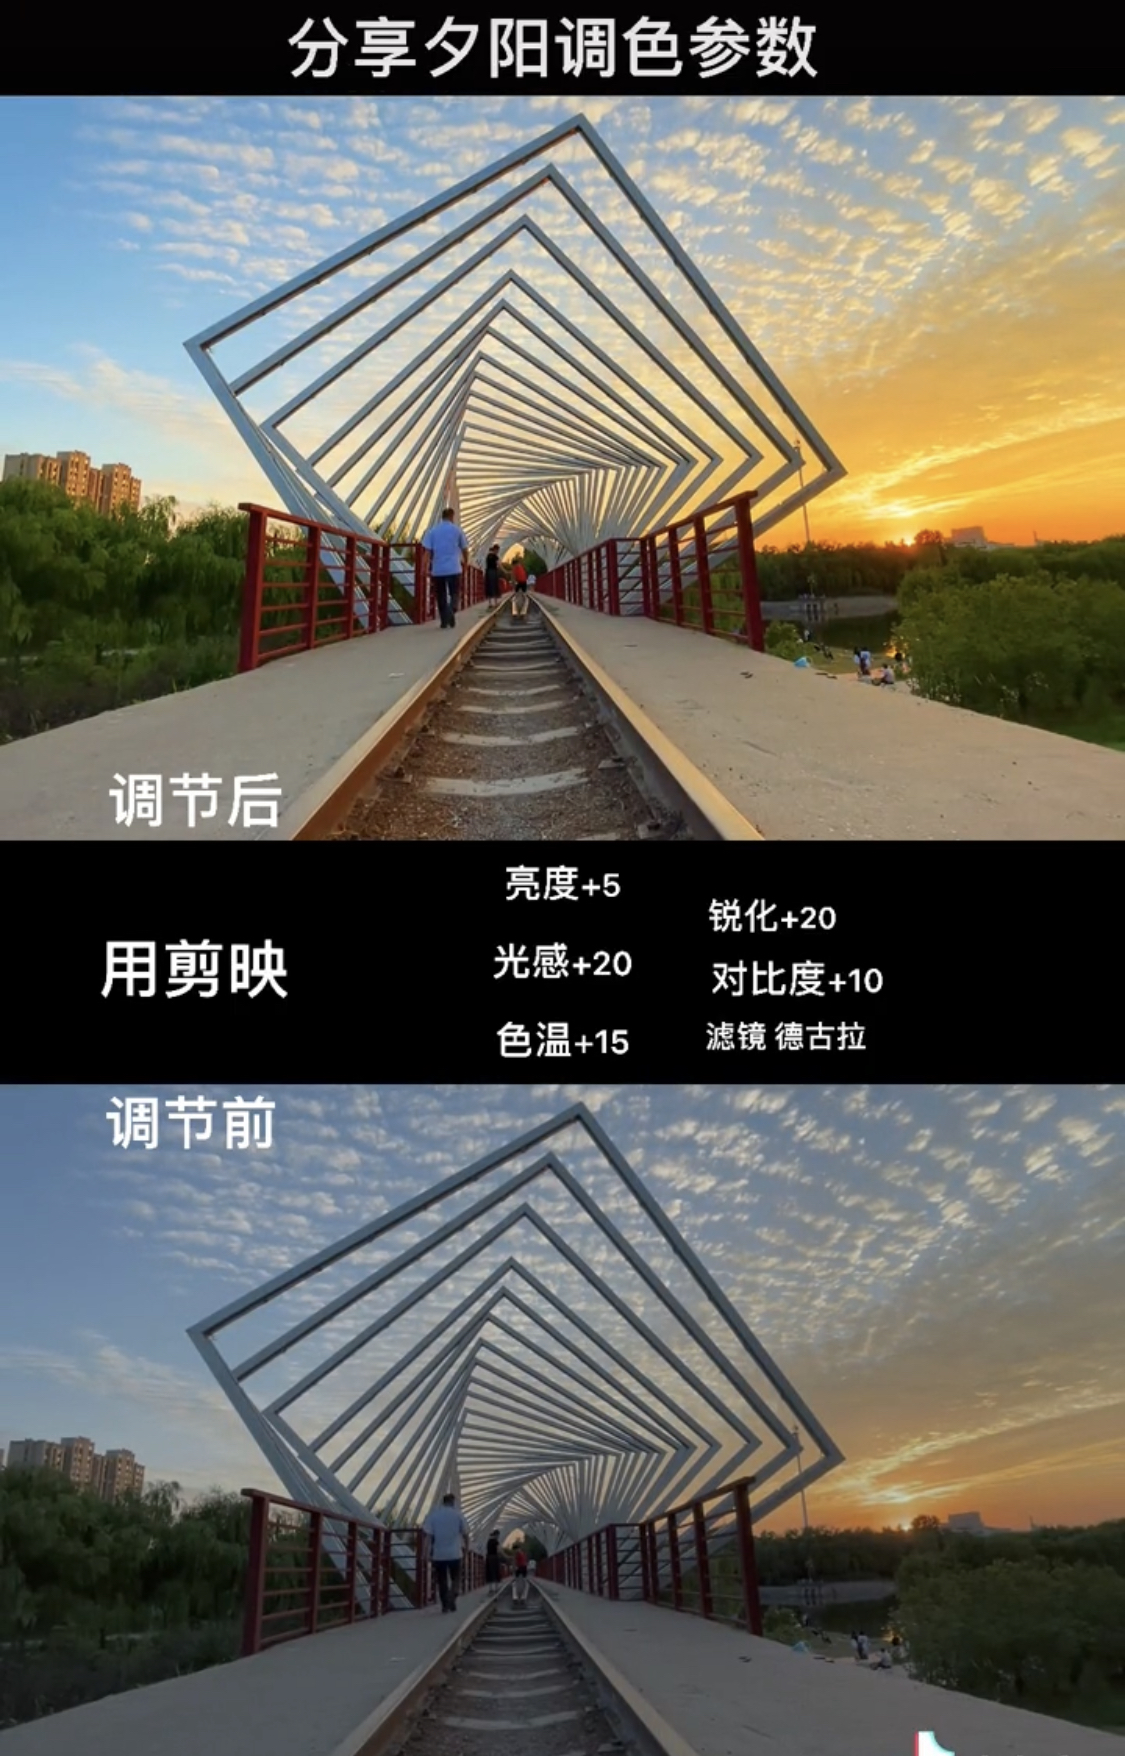 分享夕阳调色参数
调节后
用剪映
亮度+5
光感+20
色温+15
锐化+20
对比度+10
滤镜 德古拉
调节前